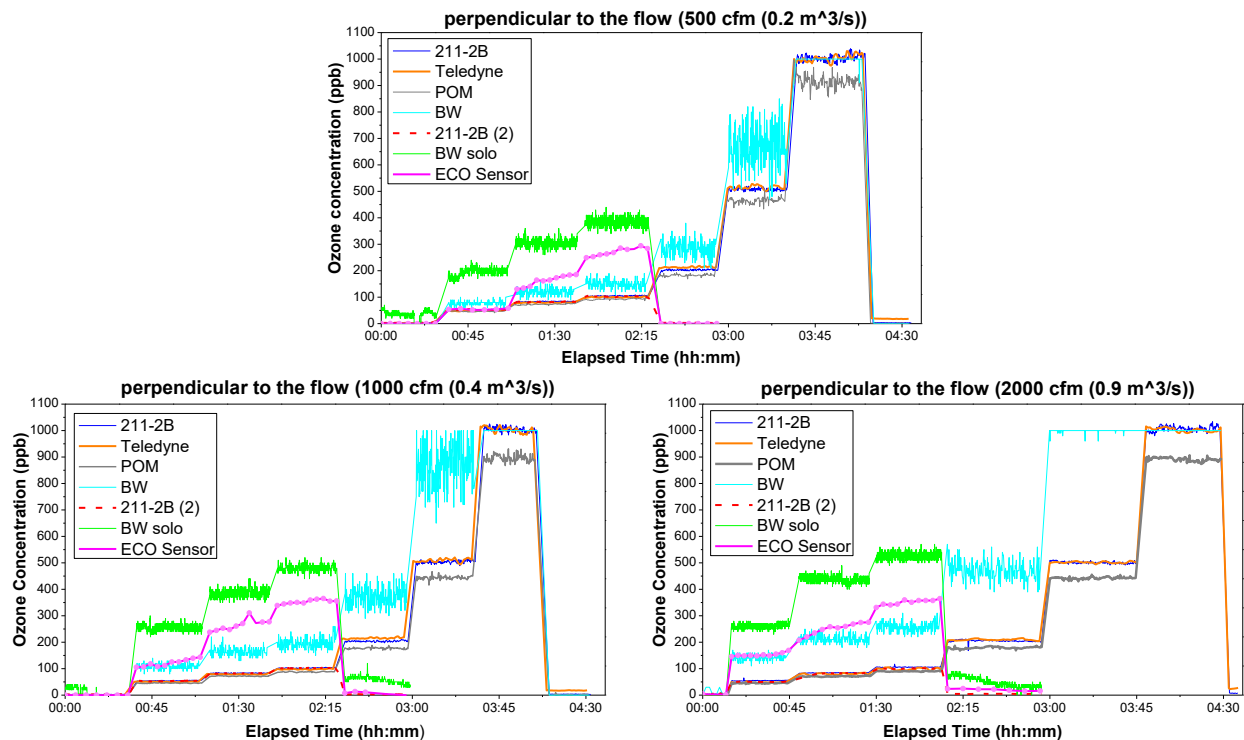 perpendicular to the flow (500 cfm (0.2 m^3/s))
Ozone concentration (ppb)
1100
1000
900
800
700
600
500
400
300
200
100
0
211-2B
Teledyne
POM
BW
211-2B (2)
BW solo
ECO Sensor
00:00 00:45 01:30 02:15 03:00 03:45 04:30
Elapsed Time (hh:mm)
perpendicular to the flow (1000 cfm (0.4 m^3/s))
Ozone Concentration (ppb)
1100
1000
900
800
700
600
500
400
300
200
100
0
211-2B
Teledyne
POM
BW
211-2B (2)
BW solo
ECO Sensor
00:00 00:45 01:30 02:15 03:00 03:45 04:30
Elapsed Time (hh:mm)
perpendicular to the flow (2000 cfm (0.9 m^3/s))
Ozone Concentration (ppb)
1100
1000
900
800
700
600
500
400
300
200
100
0
211-2B
Teledyne
POM
BW
211-2B (2)
BW solo
ECO Sensor
00:00 00:45 01:30 02:15 03:00 03:45 04:30
Elapsed Time (hh:mm)